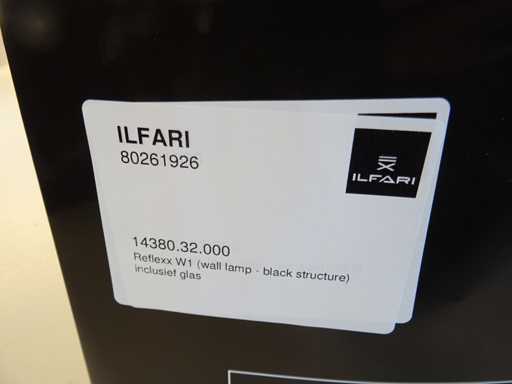 ILFARI
80261926
ILFARI
14380.32.000
Reflexx W1 (wall lamp - black structure)
inclusief glas